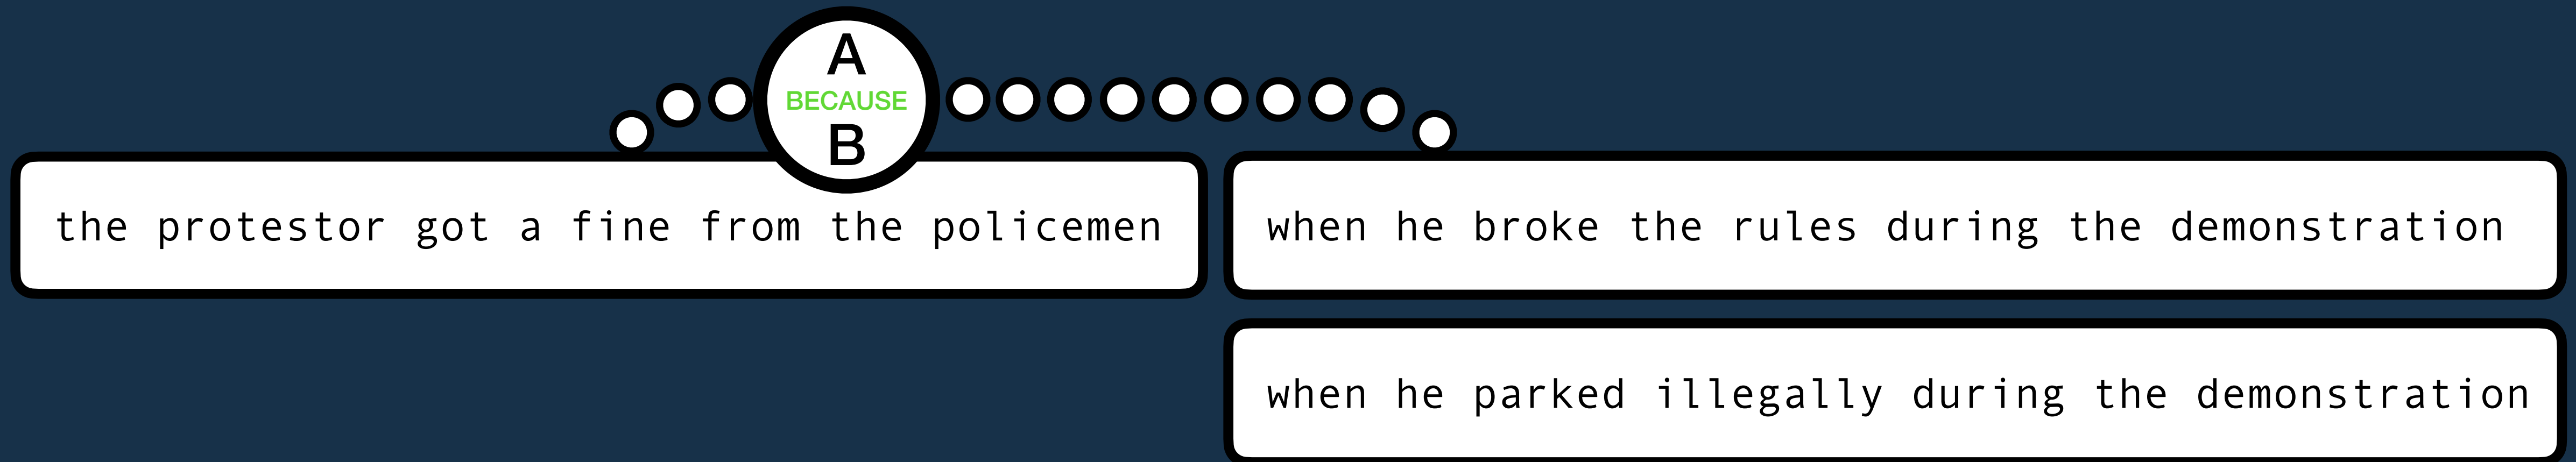 A
BECAUSE
B
the protestor got a fine from the policemen
when he broke the rules during the demonstration
when he parked illegally during the demonstration